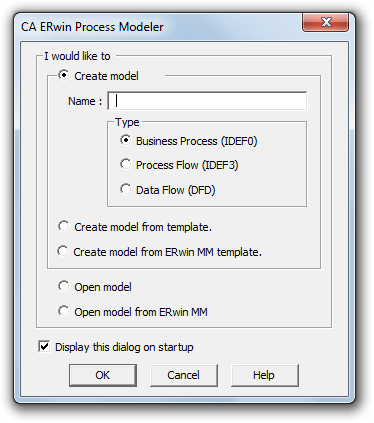 CA ERwin Process Modeler
I would like to
Create model
Name :
Type
Business Process (IDEF0)
Process Flow (IDEF3)
Data Flow (DFD)
Create model from template.
Create model from ERwin MM template.
Open model
Open model from ERwin MM
Display this dialog on startup
OK Cancel Help